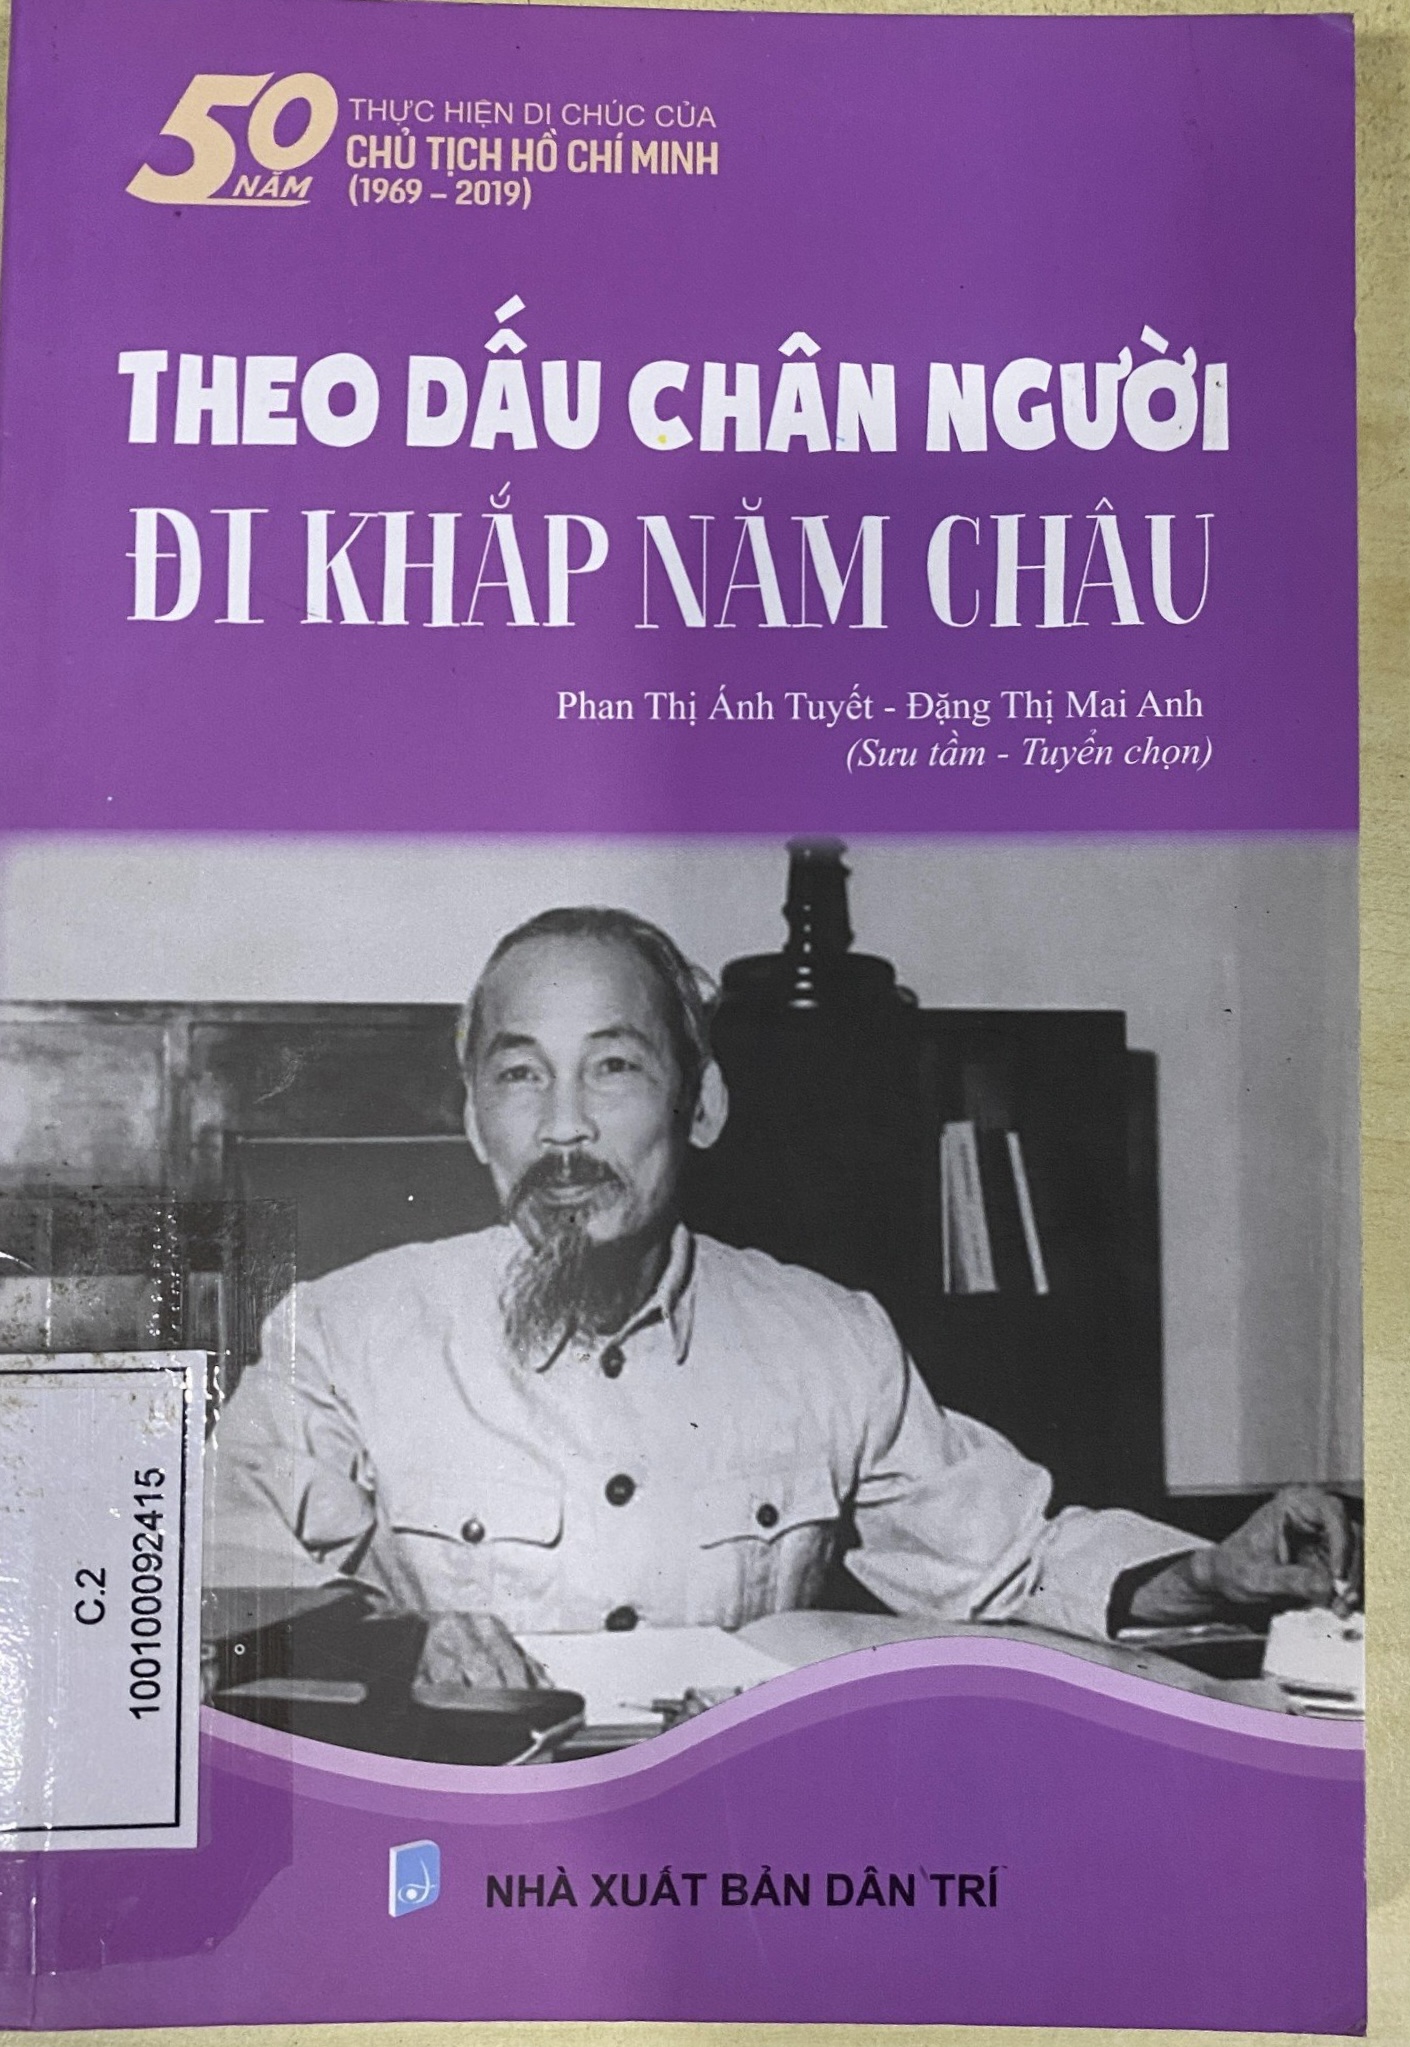 50 NĂM
THỰC HIỆN DI CHÚC CỦA
CHỦ TỊCH HỒ CHÍ MINH
(1969 – 2019)
THEO DẤU CHÂN NGƯỜI
ĐI KHẮP NĂM CHÂU
Phan Thị Ánh Tuyết - Đặng Thị Mai Anh
(Sưu tầm - Tuyển chọn)
C.2
100100092415
NHÀ XUẤT BẢN DÂN TRÍ